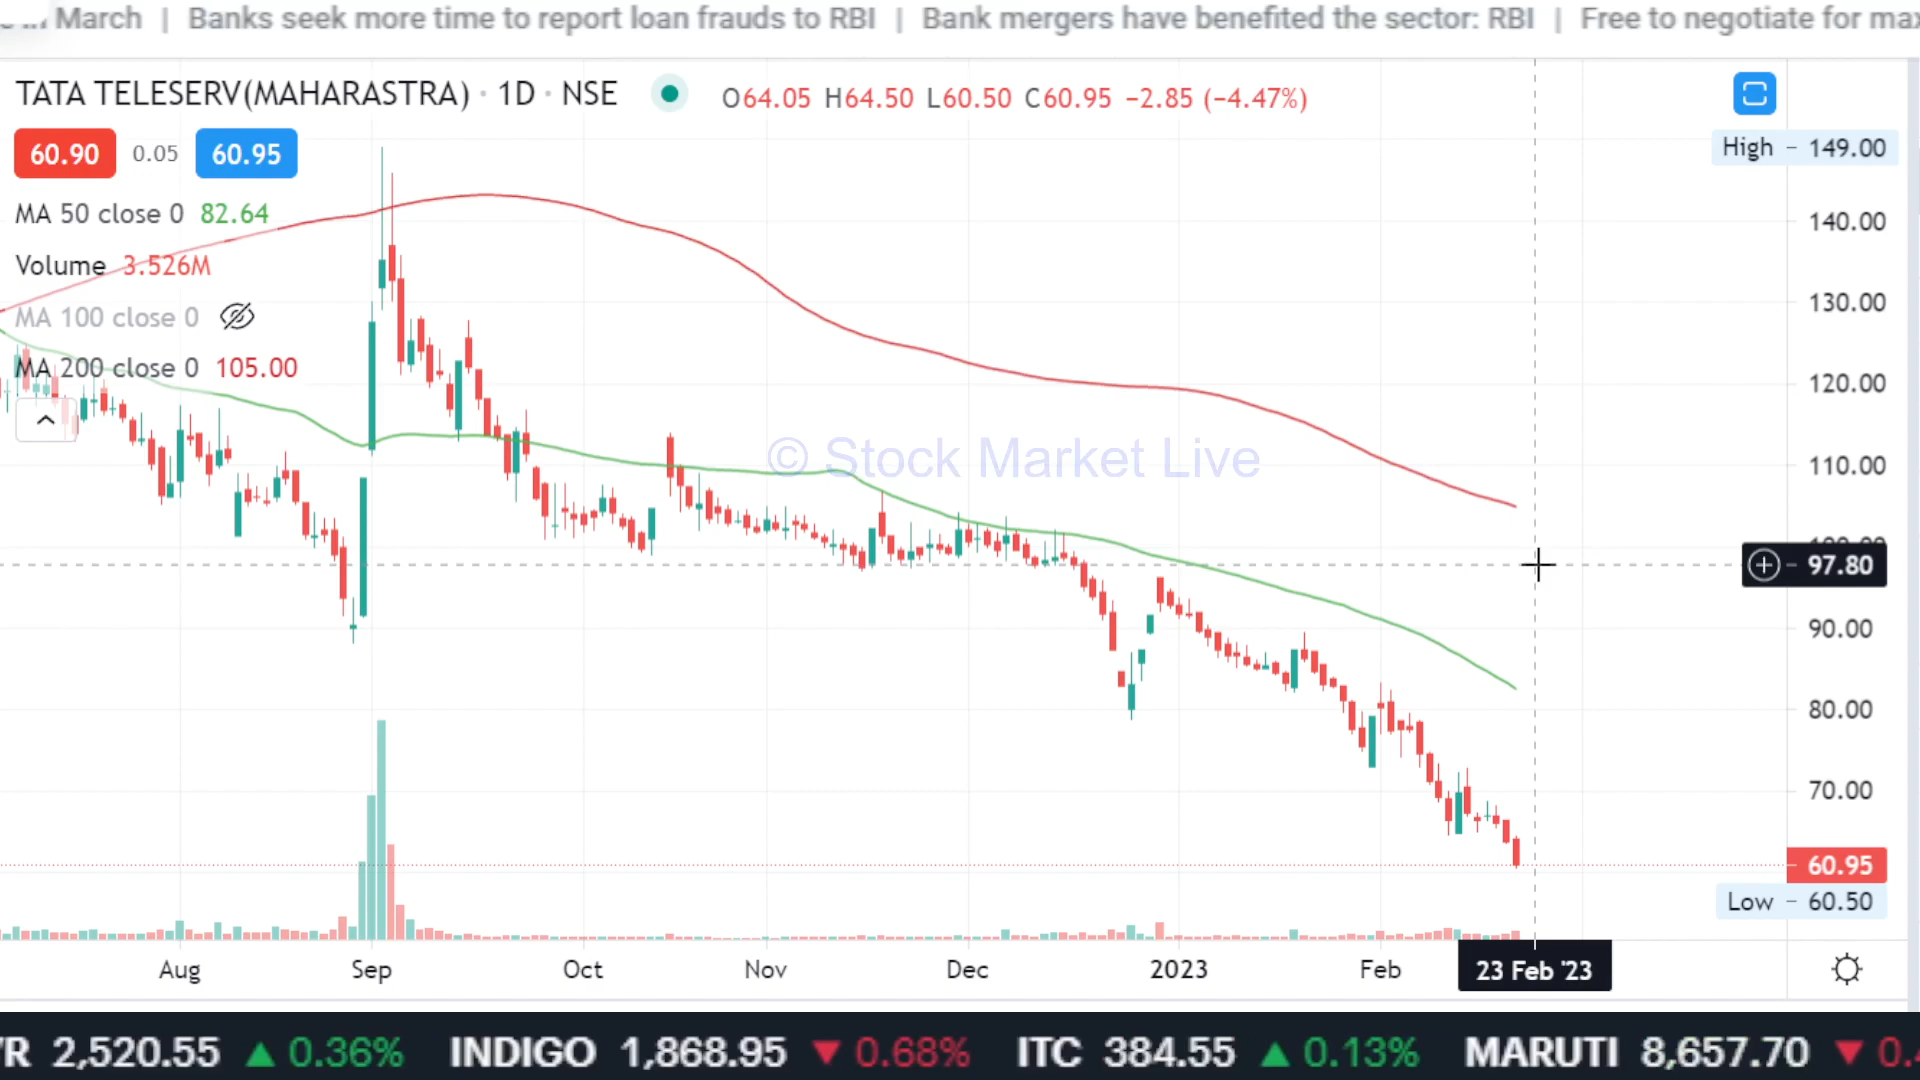 March | Banks seek more time to report loan frauds to RBI | Bank mergers have benefited the sector: RBI | Free to negotiate for
TATA TELESERV(MAHARASTRA) · 1D · NSE O64.05 H64.50 L60.50 C60.95 −2.85 (−4.47%)
60.90 0.05 60.95
MA 50 close 0 82.64
Volume 3.526M
MA 100 close 0
MA 200 close 0 105.00
© Stock Market Live
High 149.00
140.00
130.00
120.00
110.00
97.80
90.00
80.00
70.00
60.95
Low 60.50
Aug Sep Oct Nov Dec 2023 Feb 23 Feb '23
2,520.55 ▲ 0.36% INDIGO 1,868.95 ▼ 0.68% ITC 384.55 ▲ 0.13% MARUTI 8,657.70 ▼